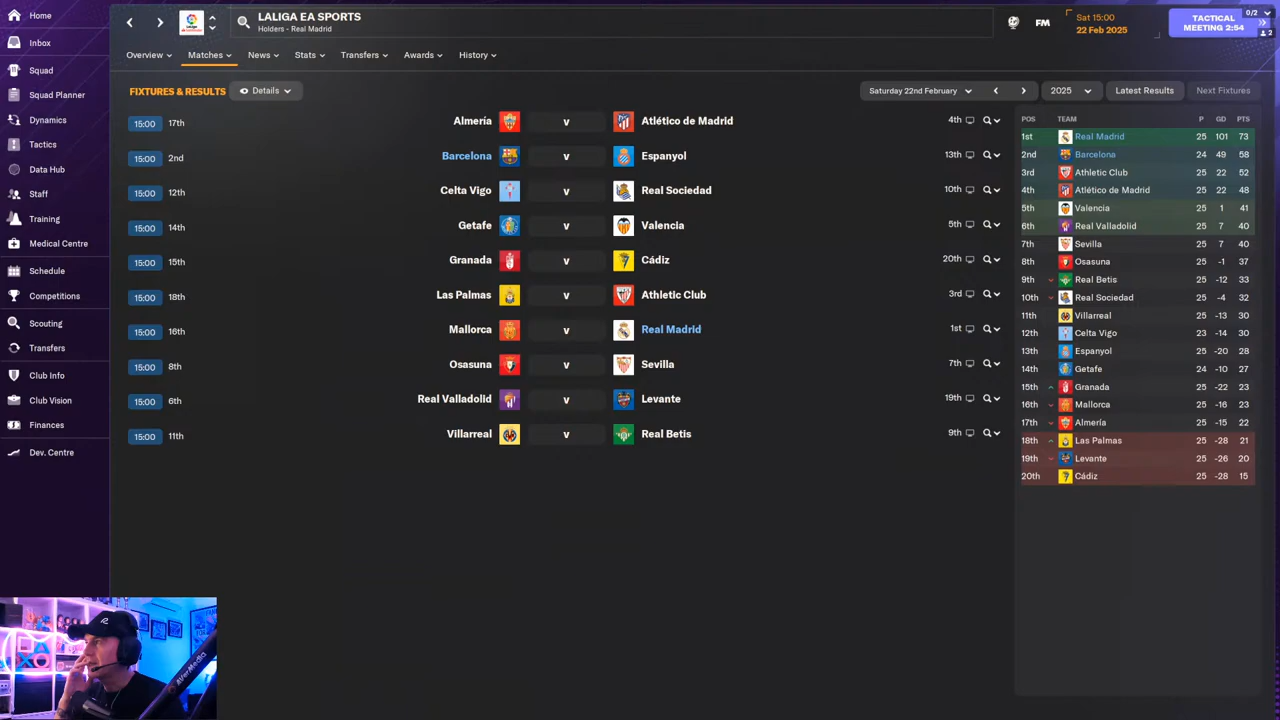 Home
Inbox
Squad
Squad Planner
Dynamics
Tactics
Data Hub
Staff
Training
Medical Centre
Schedule
Competitions
Scouting
Transfers
Club Info
Club Vision
Finances
Dev. Centre
LALIGA EA SPORTS
Holders - Real Madrid
FM
Sat 15:00
22 Feb 2025
TACTICAL
MEETING 2:54
0/2
2
Overview Matches News Stats Transfers Awards History
FIXTURES & RESULTS Details
Saturday 22nd February 2025 Latest Results Next Fixtures
15:00 17th Almería v Atlético de Madrid 4th
15:00 2nd Barcelona v Espanyol 13th
15:00 12th Celta Vigo v Real Sociedad 10th
15:00 14th Getafe v Valencia 5th
15:00 15th Granada v Cádiz 20th
15:00 18th Las Palmas v Athletic Club 3rd
15:00 16th Mallorca v Real Madrid 1st
15:00 8th Osasuna v Sevilla 7th
15:00 6th Real Valladolid v Levante 19th
15:00 11th Villarreal v Real Betis 9th
POS TEAM P GD PTS
1st Real Madrid 25 101 73
2nd Barcelona 24 49 58
3rd Athletic Club 25 22 52
4th Atlético de Madrid 25 22 48
5th Valencia 25 1 41
6th Real Valladolid 25 7 40
7th Sevilla 25 7 40
8th Osasuna 25 -1 37
9th Real Betis 25 -12 33
10th Real Sociedad 25 -4 32
11th Villarreal 25 -13 30
12th Celta Vigo 23 -14 30
13th Espanyol 25 -20 28
14th Getafe 24 -10 27
15th Granada 25 -22 23
16th Mallorca 25 -16 23
17th Almería 25 -15 22
18th Las Palmas 25 -28 21
19th Levante 25 -26 20
20th Cádiz 25 -28 15
AVerMedia